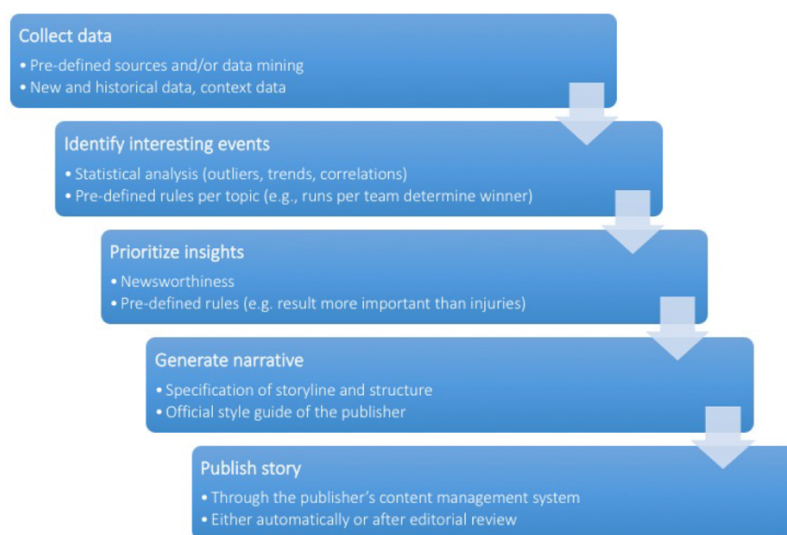 Collect data
• Pre-defined sources and/or data mining
• New and historical data, context data
Identify interesting events
• Statistical analysis (outliers, trends, correlations)
• Pre-defined rules per topic (e.g., runs per team determine winner)
Prioritize insights
• Newsworthiness
• Pre-defined rules (e.g. result more important than injuries)
Generate narrative
• Specification of storyline and structure
• Official style guide of the publisher
Publish story
• Through the publisher's content management system
• Either automatically or after editorial review